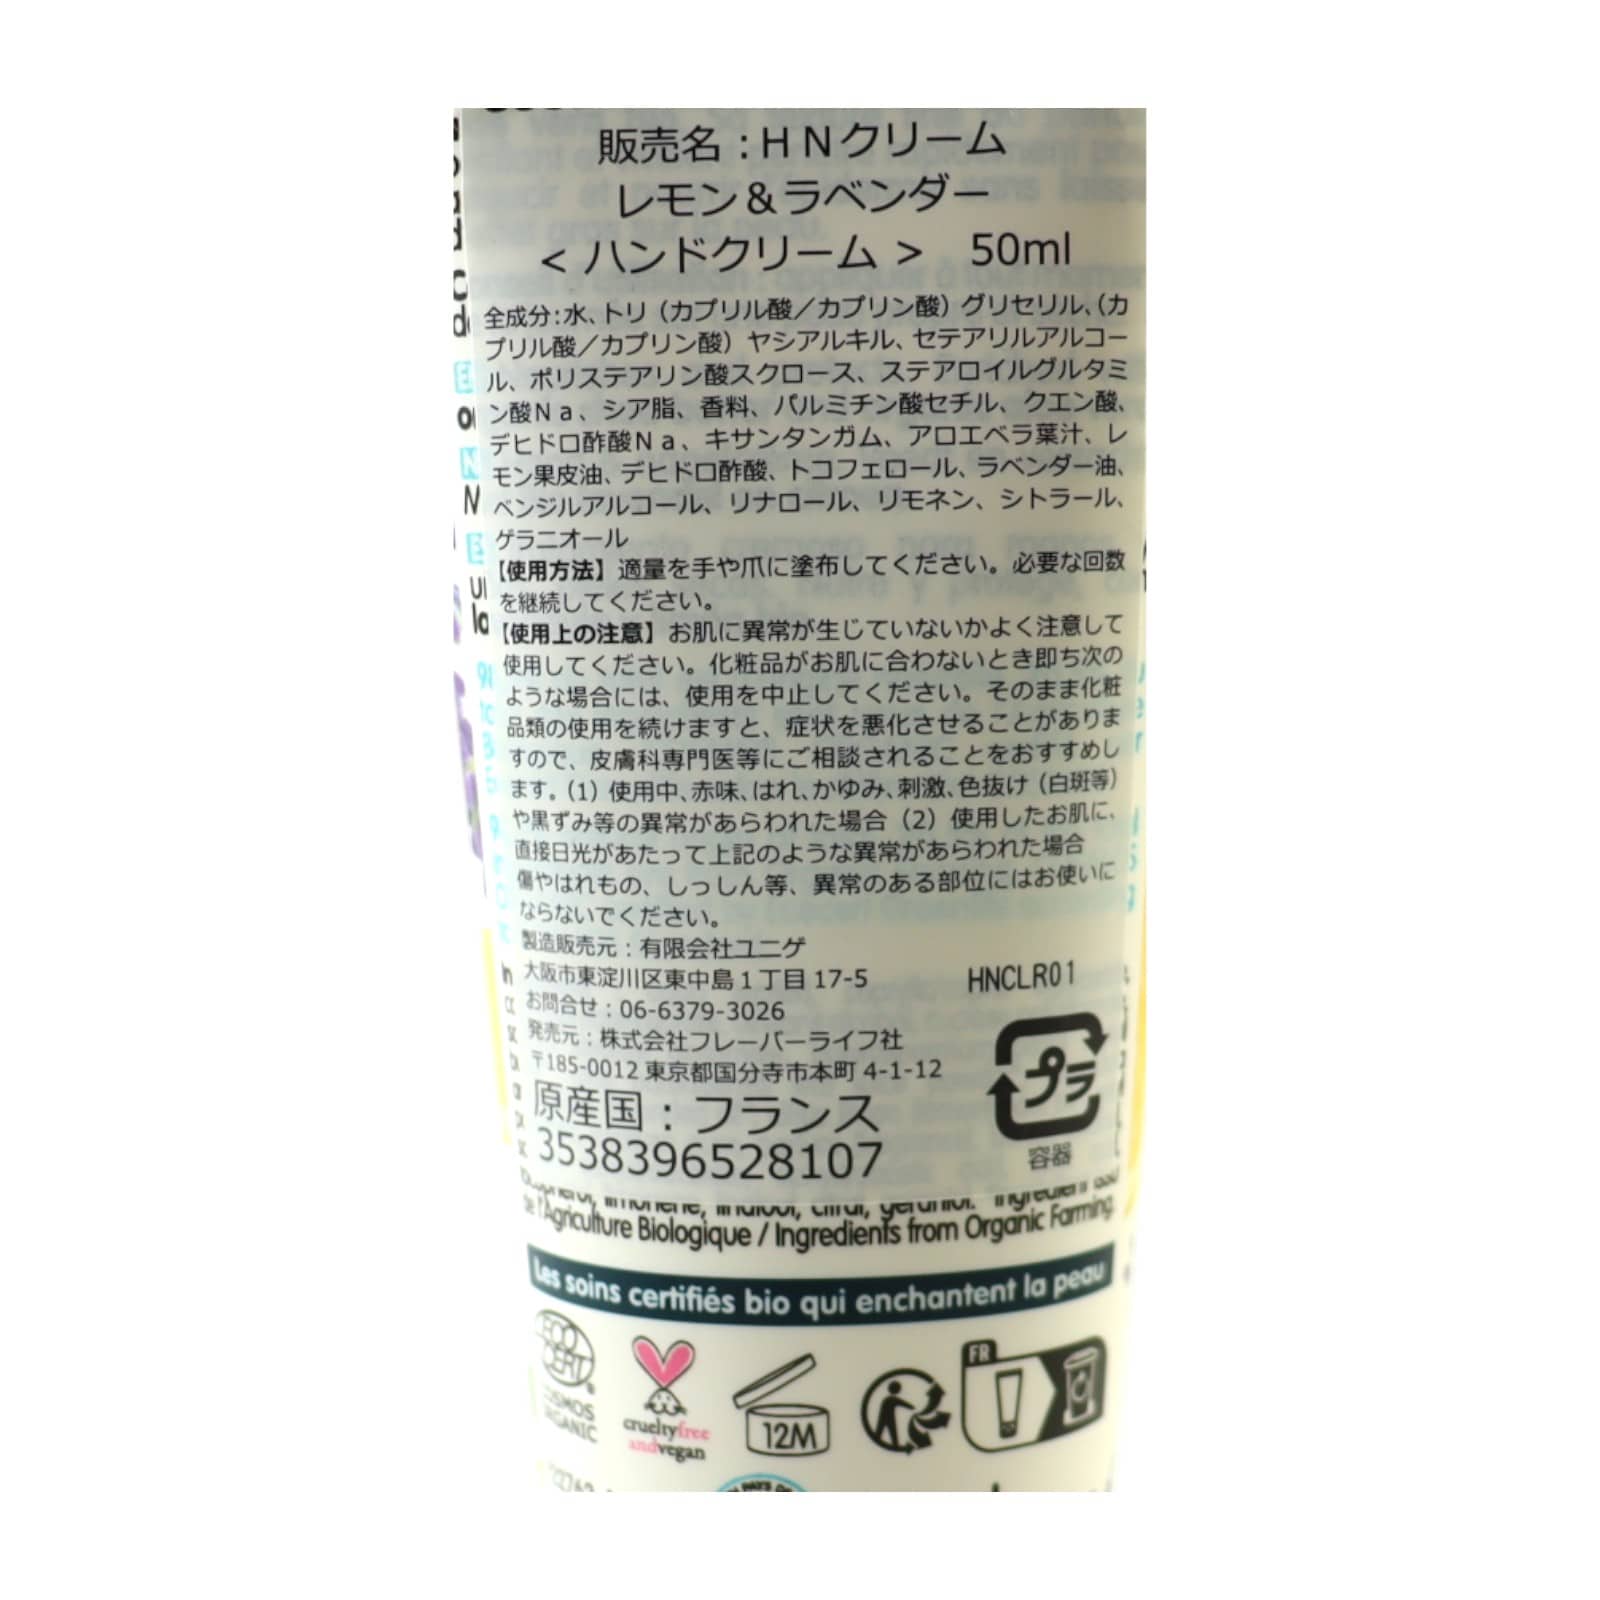 販売名：ＨＮクリーム
レモン＆ラベンダー
＜ハンドクリーム＞　50ml
全成分：水、トリ（カプリル酸／カプリン酸）グリセリル、（カ
プリル酸／カプリン酸）ヤシアルキル、セテアリルアルコー
ル、ポリステアリン酸スクロース、ステアロイルグルタミ
ン酸Ｎａ、シア脂、香料、パルミチン酸セチル、クエン酸、
デヒドロ酢酸Ｎａ、キサンタンガム、アロエベラ葉汁、レ
モン果皮油、デヒドロ酢酸、トコフェロール、ラベンダー油、
ベンジルアルコール、リナロール、リモネン、シトラール、
ゲラニオール
【使用方法】適量を手や爪に塗布してください。必要な回数
を継続してください。
【使用上の注意】お肌に異常が生じていないかよく注意して
使用してください。化粧品がお肌に合わないとき即ち次の
ような場合には、使用を中止してください。そのまま化粧
品類の使用を続けますと、症状を悪化させることがありま
すので、皮膚科専門医等にご相談されることをおすすめし
ます。（1）使用中、赤味、はれ、かゆみ、刺激、色抜け（白斑等）
や黒ずみ等の異常があらわれた場合（2）使用したお肌に、
直接日光があたって上記のような異常があらわれた場合
傷やはれもの、しっしん等、異常のある部位にはお使いに
ならないでください。
製造販売元：有限会社ユニゲ
大阪市東淀川区東中島１丁目17-5
HNCLR01
お問合せ：06-6379-3026
発売元：株式会社フレーバーライフ社
〒185-0012 東京都国分寺市本町 4-1-12
原産国：フランス
プラ
容器
3538396528107
limonene, linalool, citral, geraniol. Ingredient issu
de l'Agriculture Biologique / Ingredients from Organic Farming.
Les soins certifiés bio qui enchantent la peau
ECO
CERT
COSMOS
ORGANIC
crueltyfree
andvegan
12M
FR